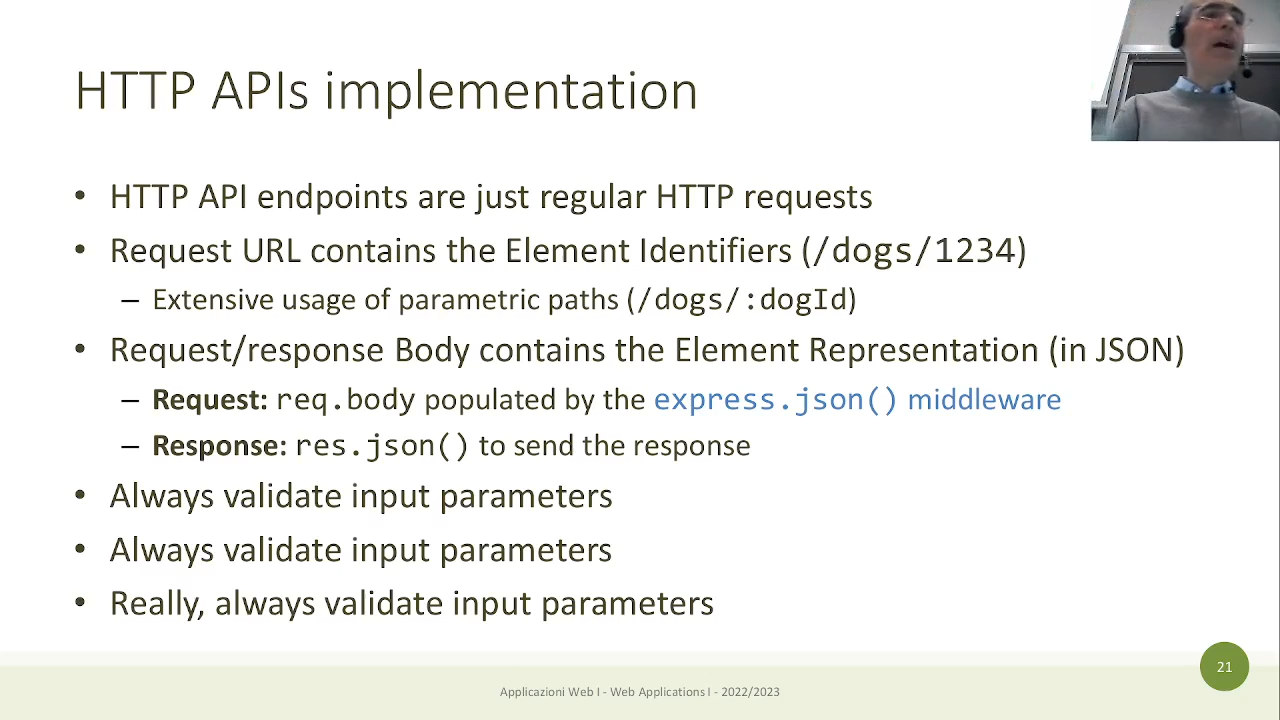 HTTP APIs implementation
• HTTP API endpoints are just regular HTTP requests
• Request URL contains the Element Identifiers (/dogs/1234)
– Extensive usage of parametric paths (/dogs/:dogId)
• Request/response Body contains the Element Representation (in JSON)
– Request: req.body populated by the express.json() middleware
– Response: res.json() to send the response
• Always validate input parameters
• Always validate input parameters
• Really, always validate input parameters
21
Applicazioni Web I - Web Applications I - 2022/2023